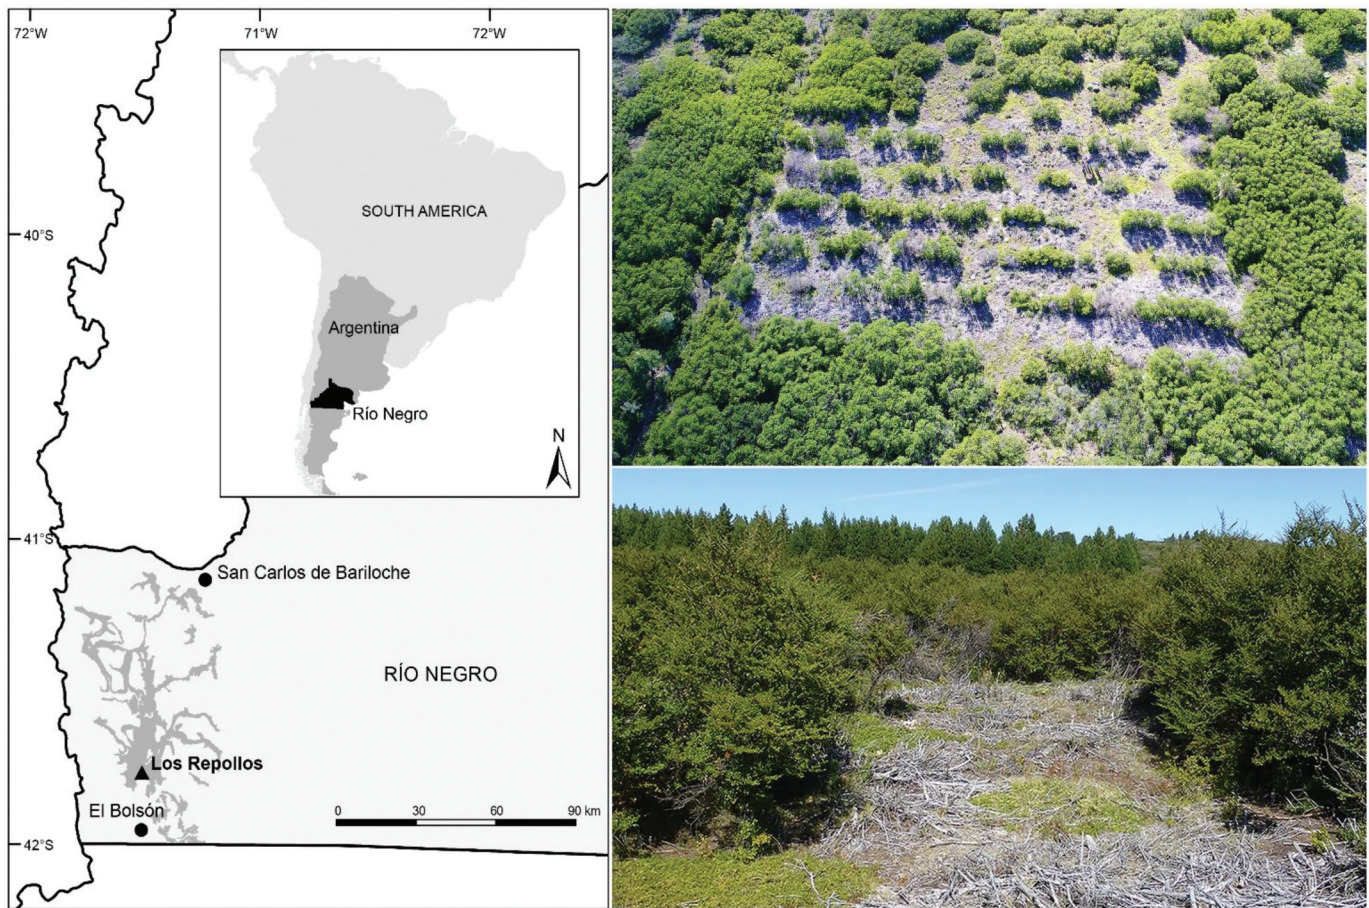 72°W
71°W
72°W
SOUTH AMERICA
40°S
Argentina
Río Negro
N
41°S
San Carlos de Bariloche
RÍO NEGRO
Los Repollos
El Bolsón
0 30 60 90 km
42°S